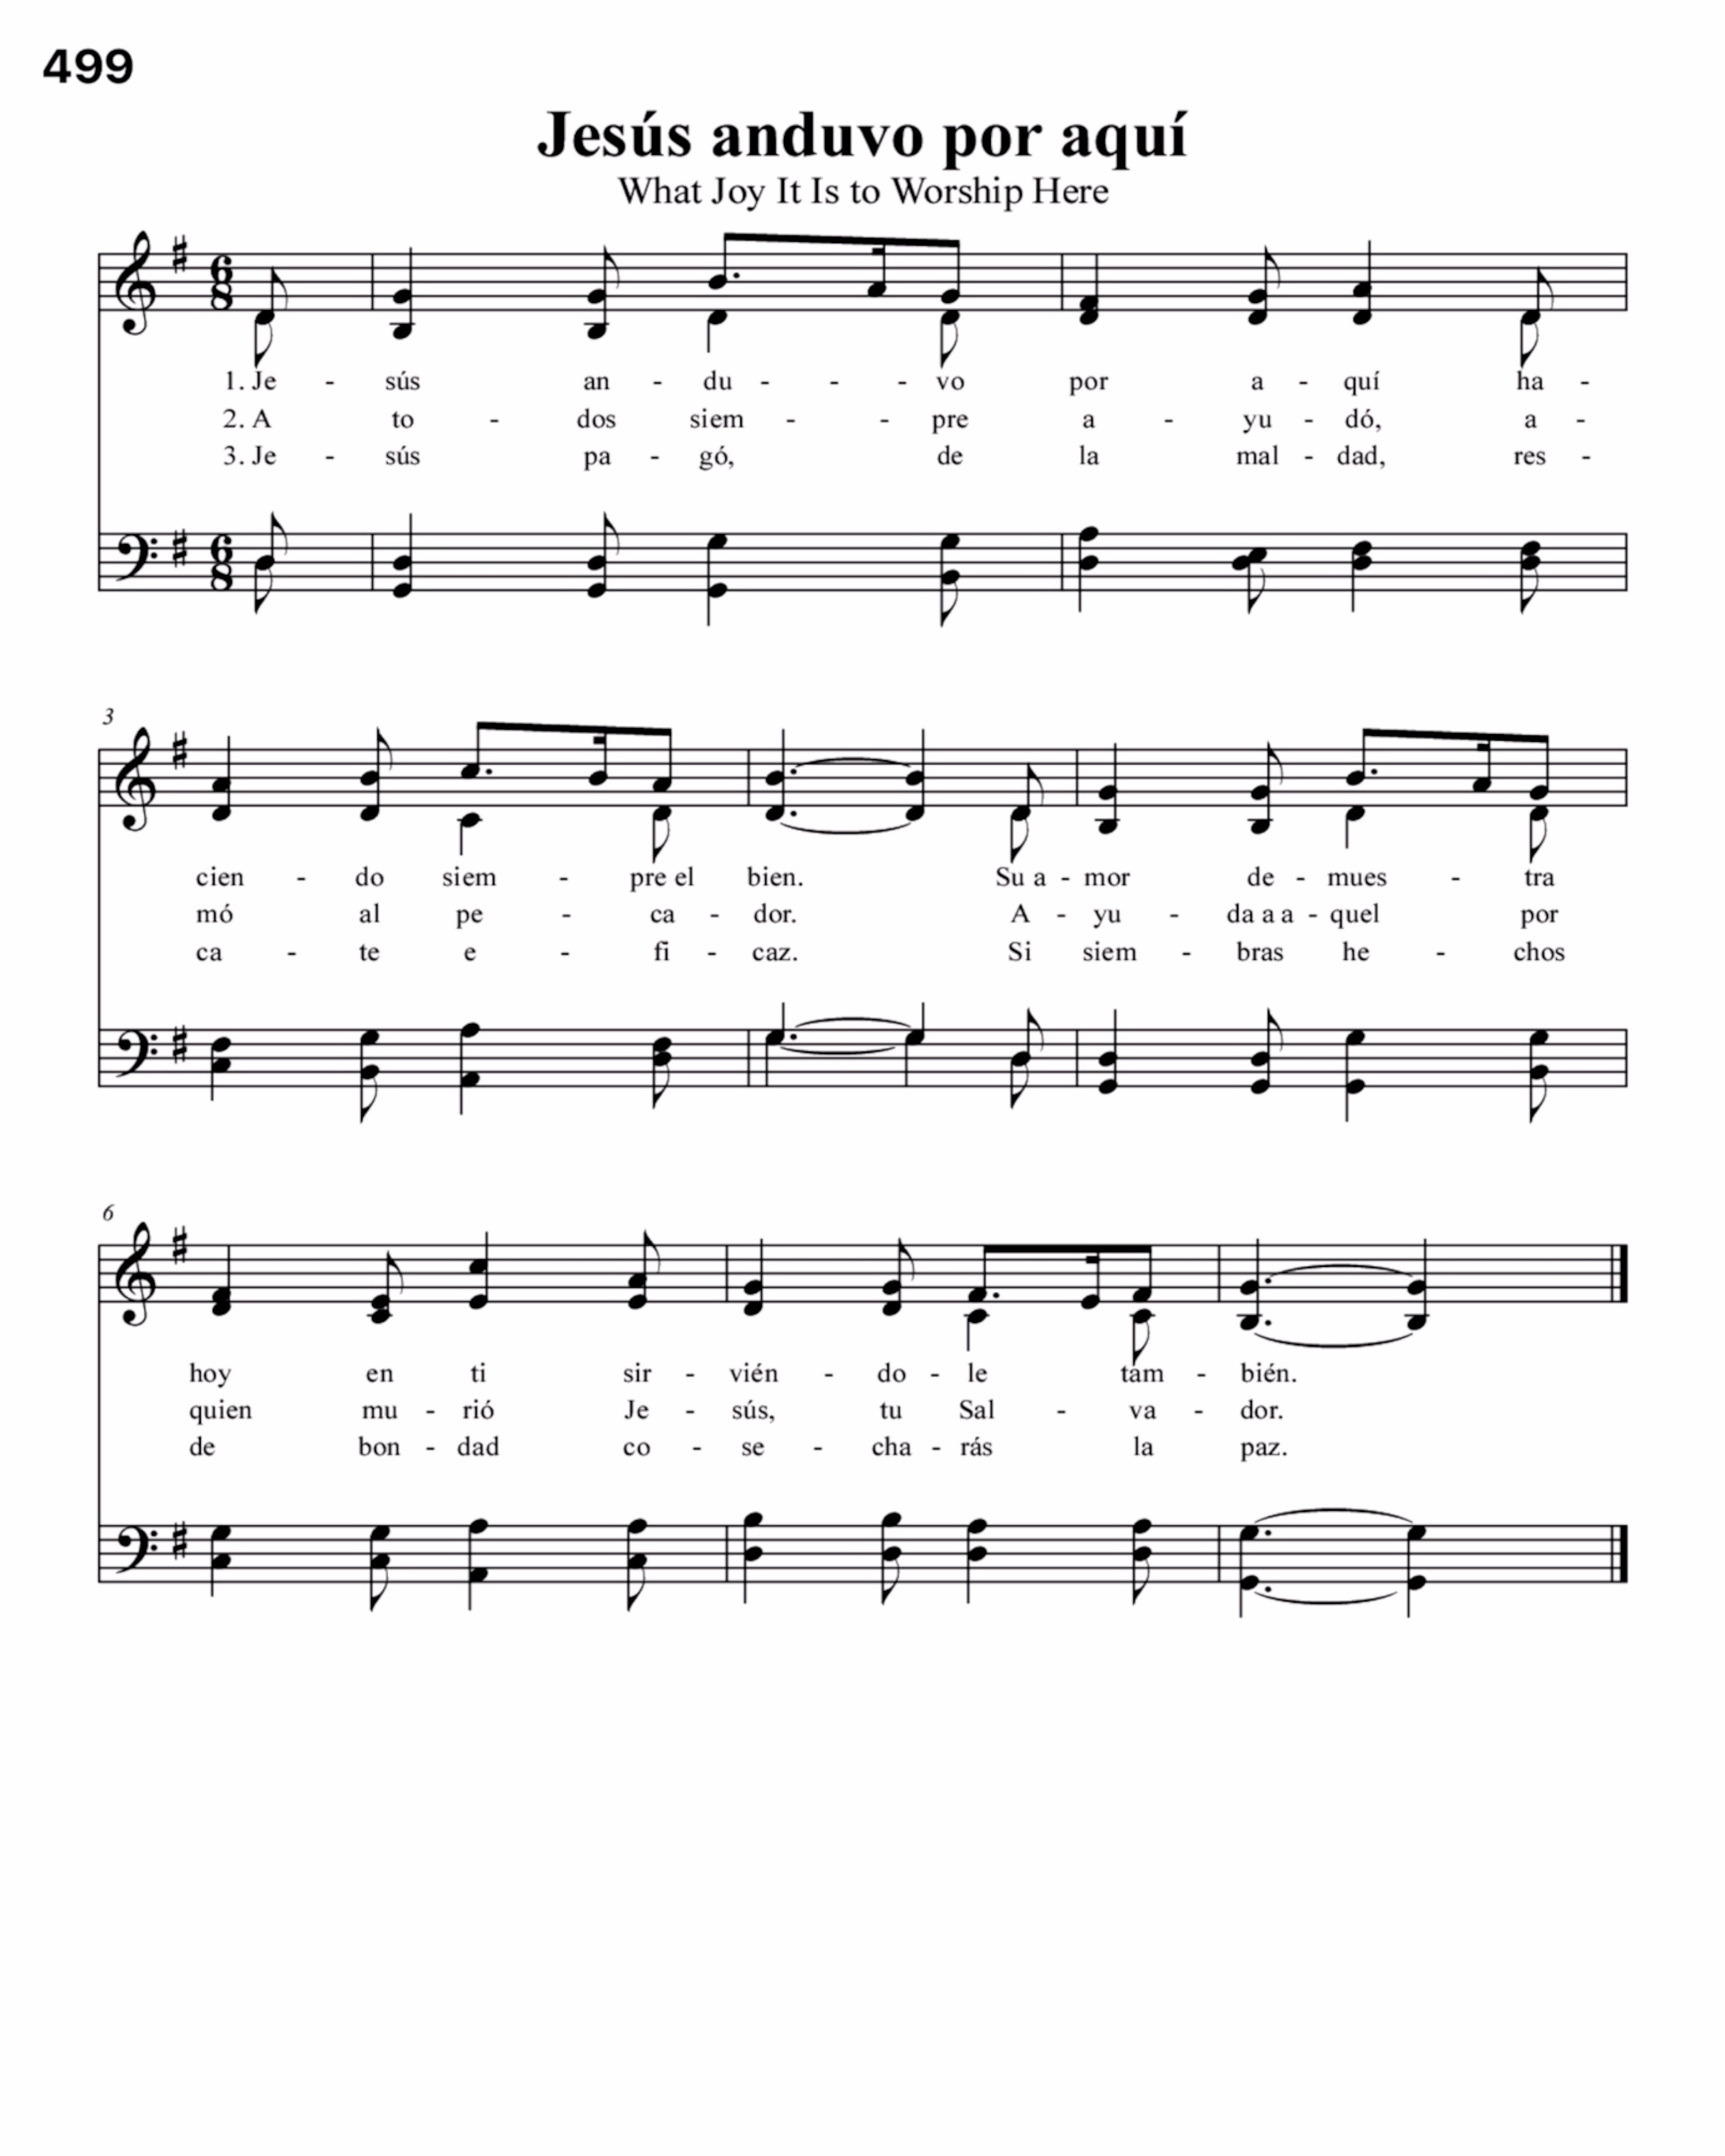 499
Jesús anduvo por aquí
What Joy It Is to Worship Here
6 8
1. Je - sús an - du - - - vo por a - quí ha -
2. A to - dos siem - - pre a - yu - dó, a -
3. Je - sús pa - gó, de la mal - dad, res -
6 8
3
cien - do siem - pre el bien. Su a - mor de - mues - tra
mó al pe - ca - dor. A - yu - da a a - quel por
ca - te e - fi - caz. Si siem - bras he - chos
6
hoy en ti sir - vién - do - le tam - bién.
quien mu - rió Je - sús, tu Sal - va - dor.
de bon - dad co - se - cha - rás la paz.